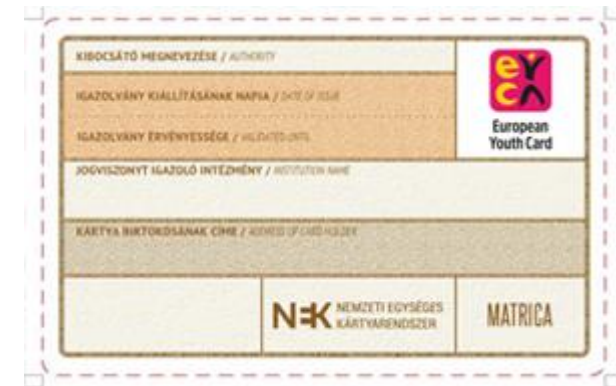 KIBOCSÁTÓ MEGNEVEZÉSE / AUTHORITY
IGAZOLVÁNY KIÁLLÍTÁSÁNAK NAPJA / DATE OF ISSUE
IGAZOLVÁNY ÉRVÉNYESSÉGE / VALIDATED UNTIL
eyca
European
Youth Card
JOGVISZONYT IGAZOLÓ INTÉZMÉNY / INSTITUTION NAME
KÁRTYA BIRTOKOSÁNAK CÍME / ADDRESS OF CARD HOLDER
NEK NEMZETI EGYSÉGES
KÁRTYARENDSZER
MATRICA